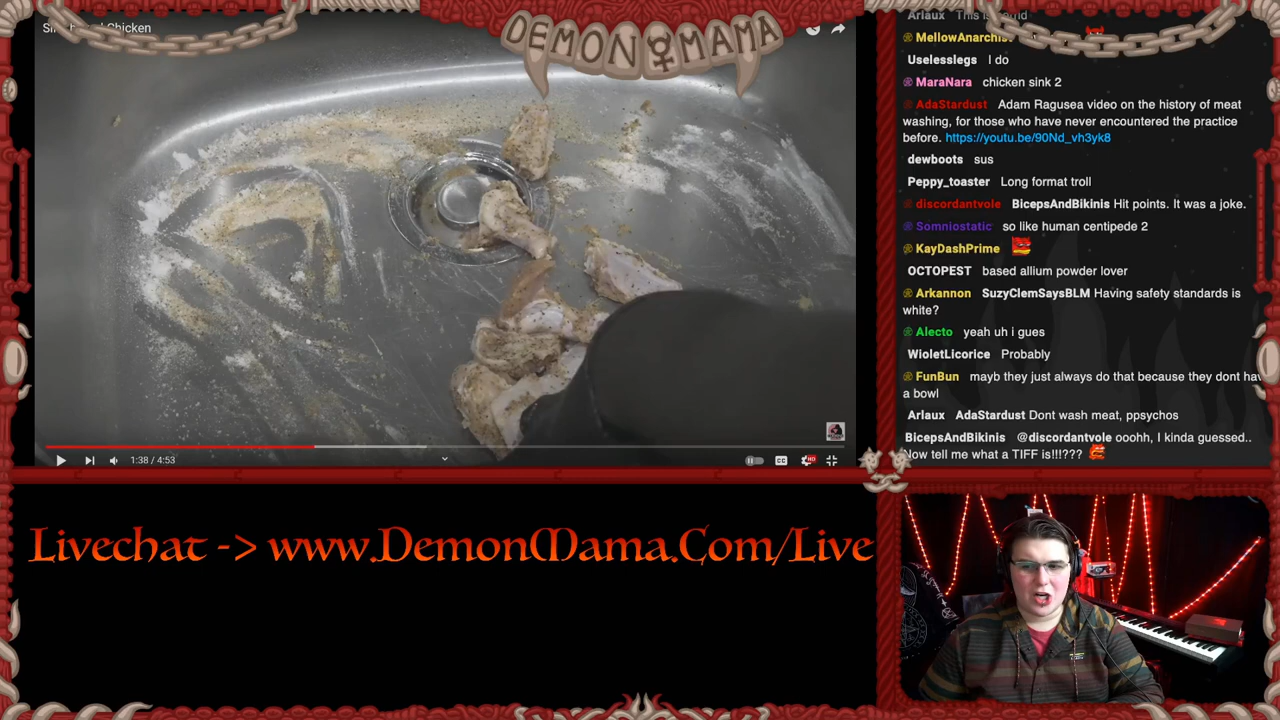 Chicken
DEMON MAMA
Arlaux This is
MellowAnarchist
Uselesslegs I do
MaraNara chicken sink 2
AdaStardust Adam Ragusea video on the history of meat
washing, for those who have never encountered the practice
before. https://youtu.be/90Nd_vh3yk8
dewboots sus
Peppy_toaster Long format troll
discordantvole BicepsAndBikinis Hit points. It was a joke.
Somniostatic so like human centipede 2
KayDashPrime
OCTOPEST based allium powder lover
Arkannon SuzyClemSaysBLM Having safety standards is
white?
Alecto yeah uh i gues
WioletLicorice Probably
FunBun mayb they just always do that because they dont hav
a bowl
Arlaux AdaStardust Dont wash meat, ppsychos
BicepsAndBikinis @discordantvole ooohh, I kinda guessed..
Now tell me what a TIFF is!!!???
1:38 / 4:53
CC
HD
Livechat -> www.DemonMama.Com/Live